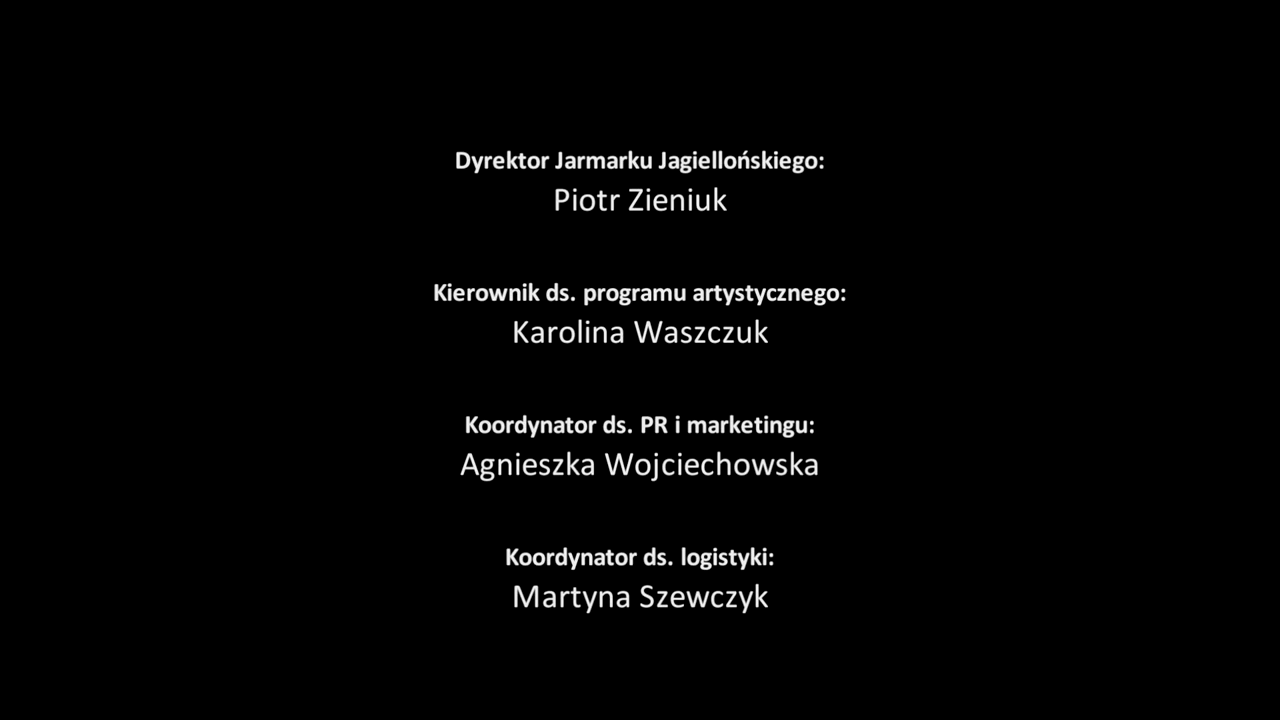 Dyrektor Jarmarku Jagiellońskiego:
Piotr Zieniuk
Kierownik ds. programu artystycznego:
Karolina Waszczuk
Koordynator ds. PR i marketingu:
Agnieszka Wojciechowska
Koordynator ds. logistyki:
Martyna Szewczyk